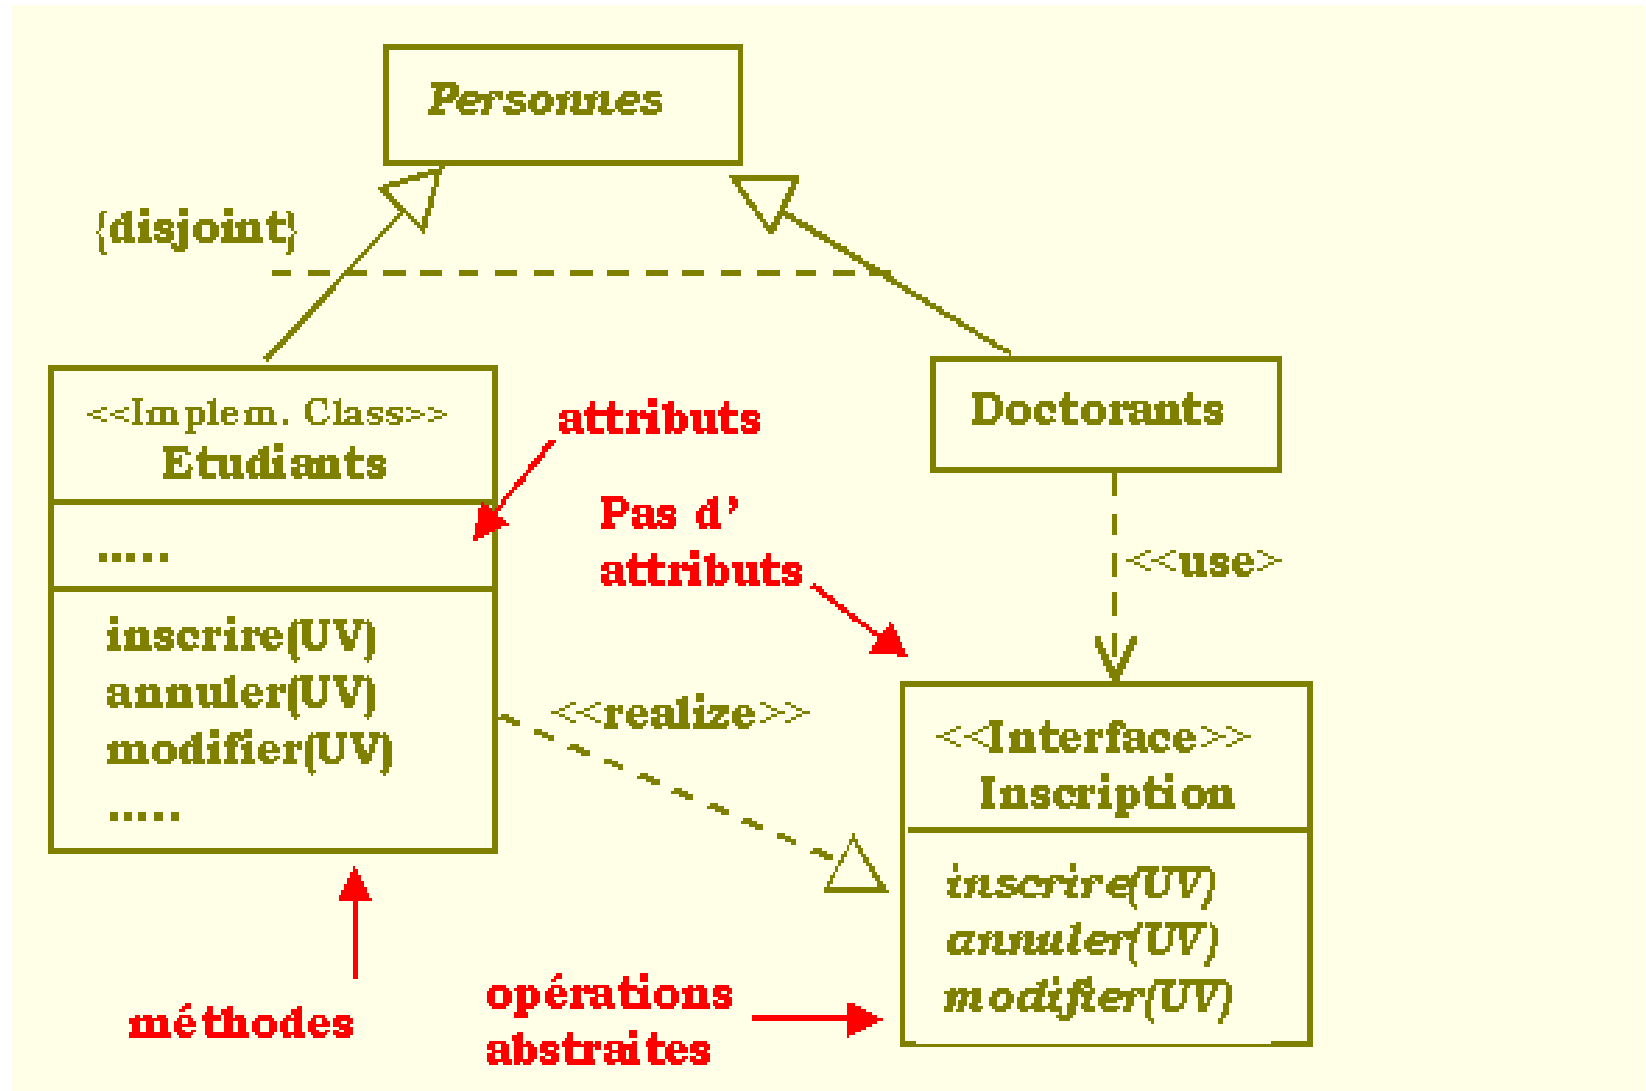 Personnes
{disjoint}
<<Implem. Class>>
Etudiants
.....
inscrire(UV)
annuler(UV)
modifier(UV)
.....
attributs
Pas d'
attributs
Doctorants
<<use>
<<realize>>
<<Interface>>
Inscription
inscrire(UV)
annuler(UV)
modifier(UV)
méthodes
opérations
abstraites